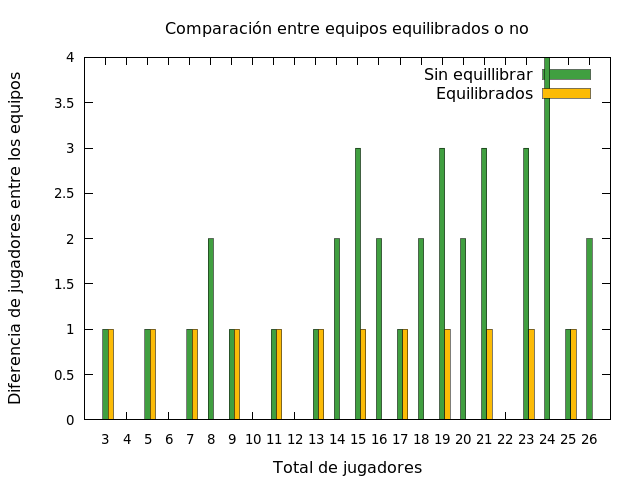 Comparación entre equipos equilibrados o no
Diferencia de jugadores entre los equipos
4
3.5
3
2.5
2
1.5
1
0.5
0
Sin equillibrar
Equilibrados
3 4 5 6 7 8 9 10 11 12 13 14 15 16 17 18 19 20 21 22 23 24 25 26
Total de jugadores